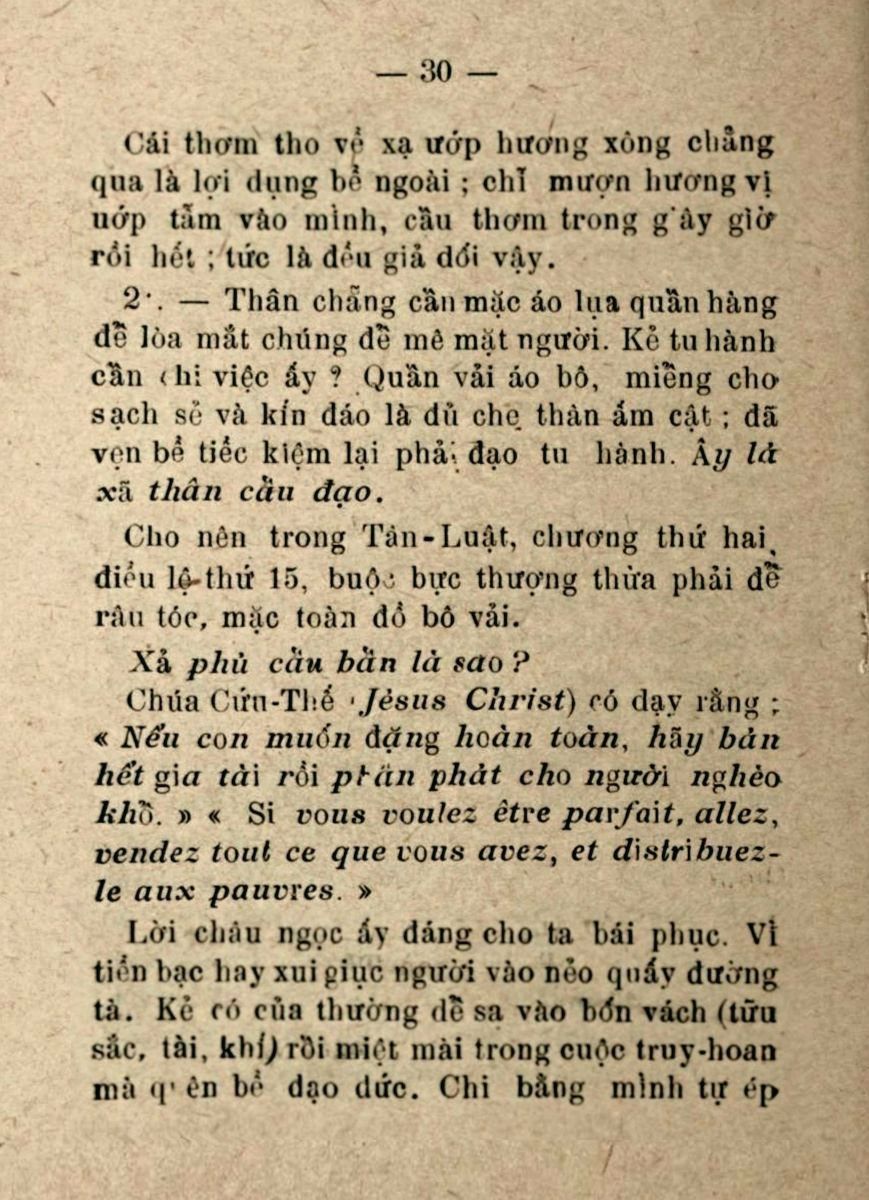 — 30 —
Cái thơm tho về xạ ướp hương xông chẳng
qua là lợi dụng bề ngoài ; chỉ mượn hương vị
uớp tẩm vào mình, cầu thơm trong g'ây giờ
rồi hết ; tức là đều giả dối vậy.
2·. — Thân chẳng cần mặc áo lụa quần hàng
để lòa mắt chúng để mê mặt người. Kẻ tu hành
cần chi việc ấy ? Quần vải áo bô, miễng cho
sạch sẻ và kín đáo là đủ che thân ấm cật ; đã
vẹn bề tiếc kiệm lại phải đạo tu hành. Ấy là
xã thân cầu đạo.
Cho nên trong Tân-Luật, chương thứ hai,
điều lệ thứ 15, buộc bực thượng thừa phải để
râu tóc, mặc toàn đồ bô vải.
Xả phú cầu bần là sao ?
Chúa Cứu-Thế (Jésus Christ) có dạy rằng ;
« Nếu con muốn đặng hoàn toàn, hãy bán
hết gia tài rồi phân phát cho người nghèo
khổ. » « Si vous voulez être parfait, allez,
vendez tout ce que vous avez, et distribuez-
le aux pauvres. »
Lời châu ngọc ấy đáng cho ta bái phục. Vì
tiền bạc hay xui giục người vào nẻo quấy đường
tà. Kẻ có của thường dể sa vào bốn vách (tửu
sắc, tài, khí) rồi miệt mài trong cuộc truy-hoan
mà quên bề đạo đức. Chi bằng mình tự ép